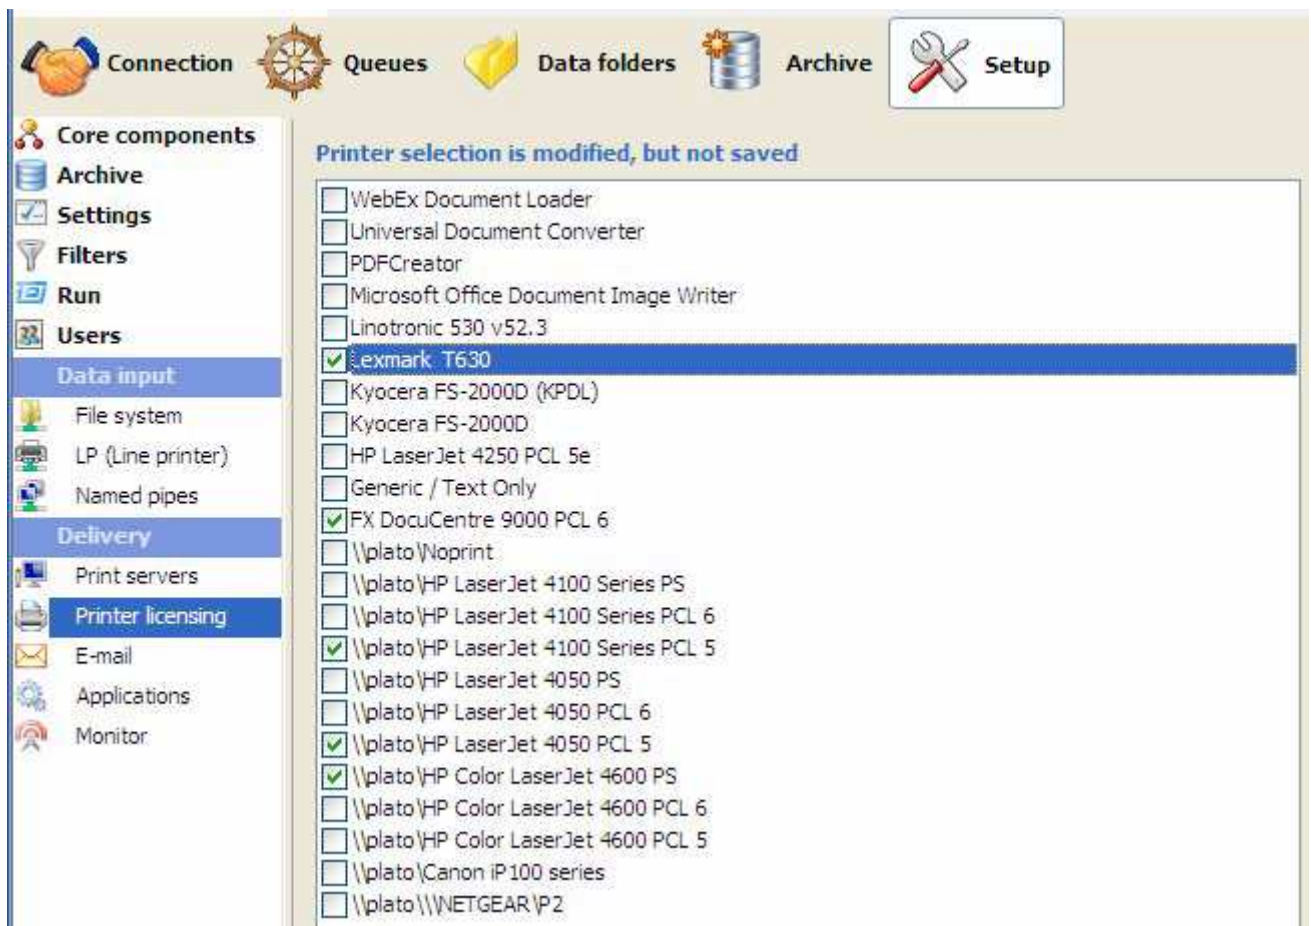 Connection Queues Data folders Archive Setup
Core components
Archive
Settings
Filters
Run
Users
Data input
File system
LP (Line printer)
Named pipes
Delivery
Print servers
Printer licensing
E-mail
Applications
Monitor
Printer selection is modified, but not saved
WebEx Document Loader
Universal Document Converter
PDFCreator
Microsoft Office Document Image Writer
Linotronic 530 v52.3
Lexmark T630
Kyocera FS-2000D (KPDL)
Kyocera FS-2000D
HP LaserJet 4250 PCL 5e
Generic / Text Only
FX DocuCentre 9000 PCL 6
\\plato\Noprint
\\plato\HP LaserJet 4100 Series PS
\\plato\HP LaserJet 4100 Series PCL 6
\\plato\HP LaserJet 4100 Series PCL 5
\\plato\HP LaserJet 4050 PS
\\plato\HP LaserJet 4050 PCL 6
\\plato\HP LaserJet 4050 PCL 5
\\plato\HP Color LaserJet 4600 PS
\\plato\HP Color LaserJet 4600 PCL 6
\\plato\HP Color LaserJet 4600 PCL 5
\\plato\Canon iP100 series
\\plato\\\NETGEAR\P2